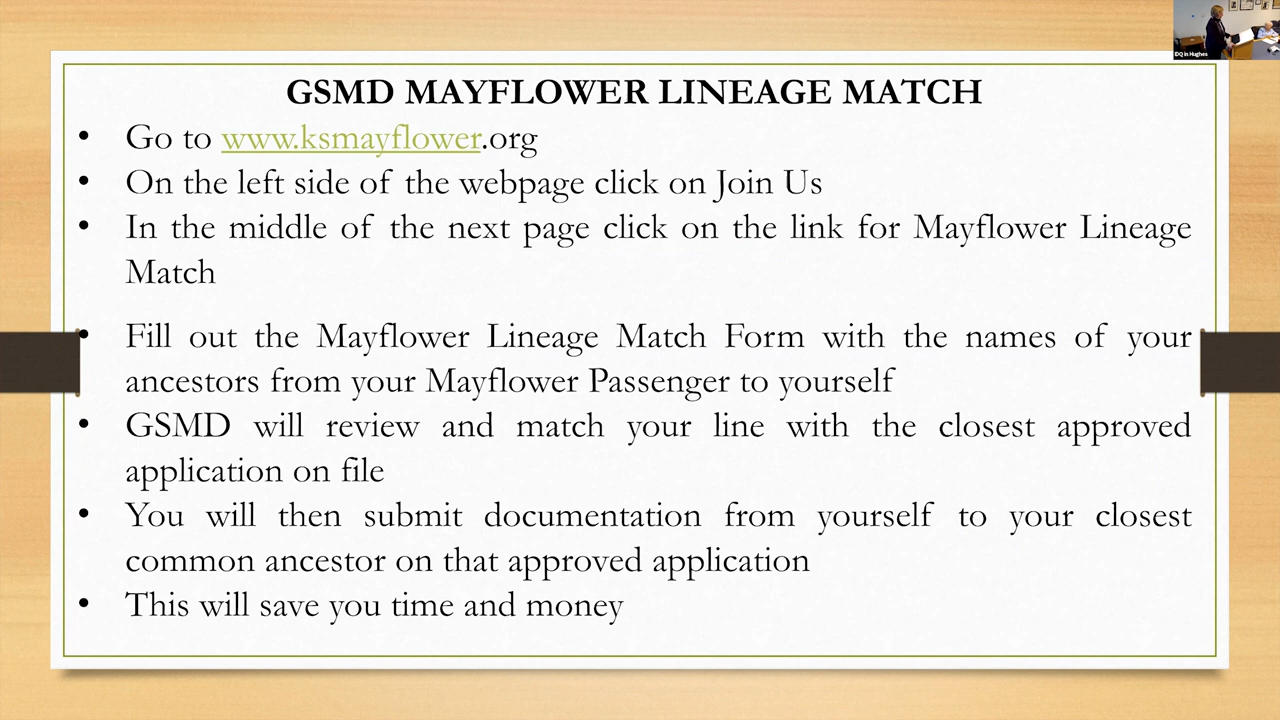 GSMD MAYFLOWER LINEAGE MATCH
• Go to www.ksmayflower.org
• On the left side of the webpage click on Join Us
• In the middle of the next page click on the link for Mayflower Lineage
Match
• Fill out the Mayflower Lineage Match Form with the names of your
ancestors from your Mayflower Passenger to yourself
• GSMD will review and match your line with the closest approved
application on file
• You will then submit documentation from yourself to your closest
common ancestor on that approved application
• This will save you time and money
DQ in Hughes